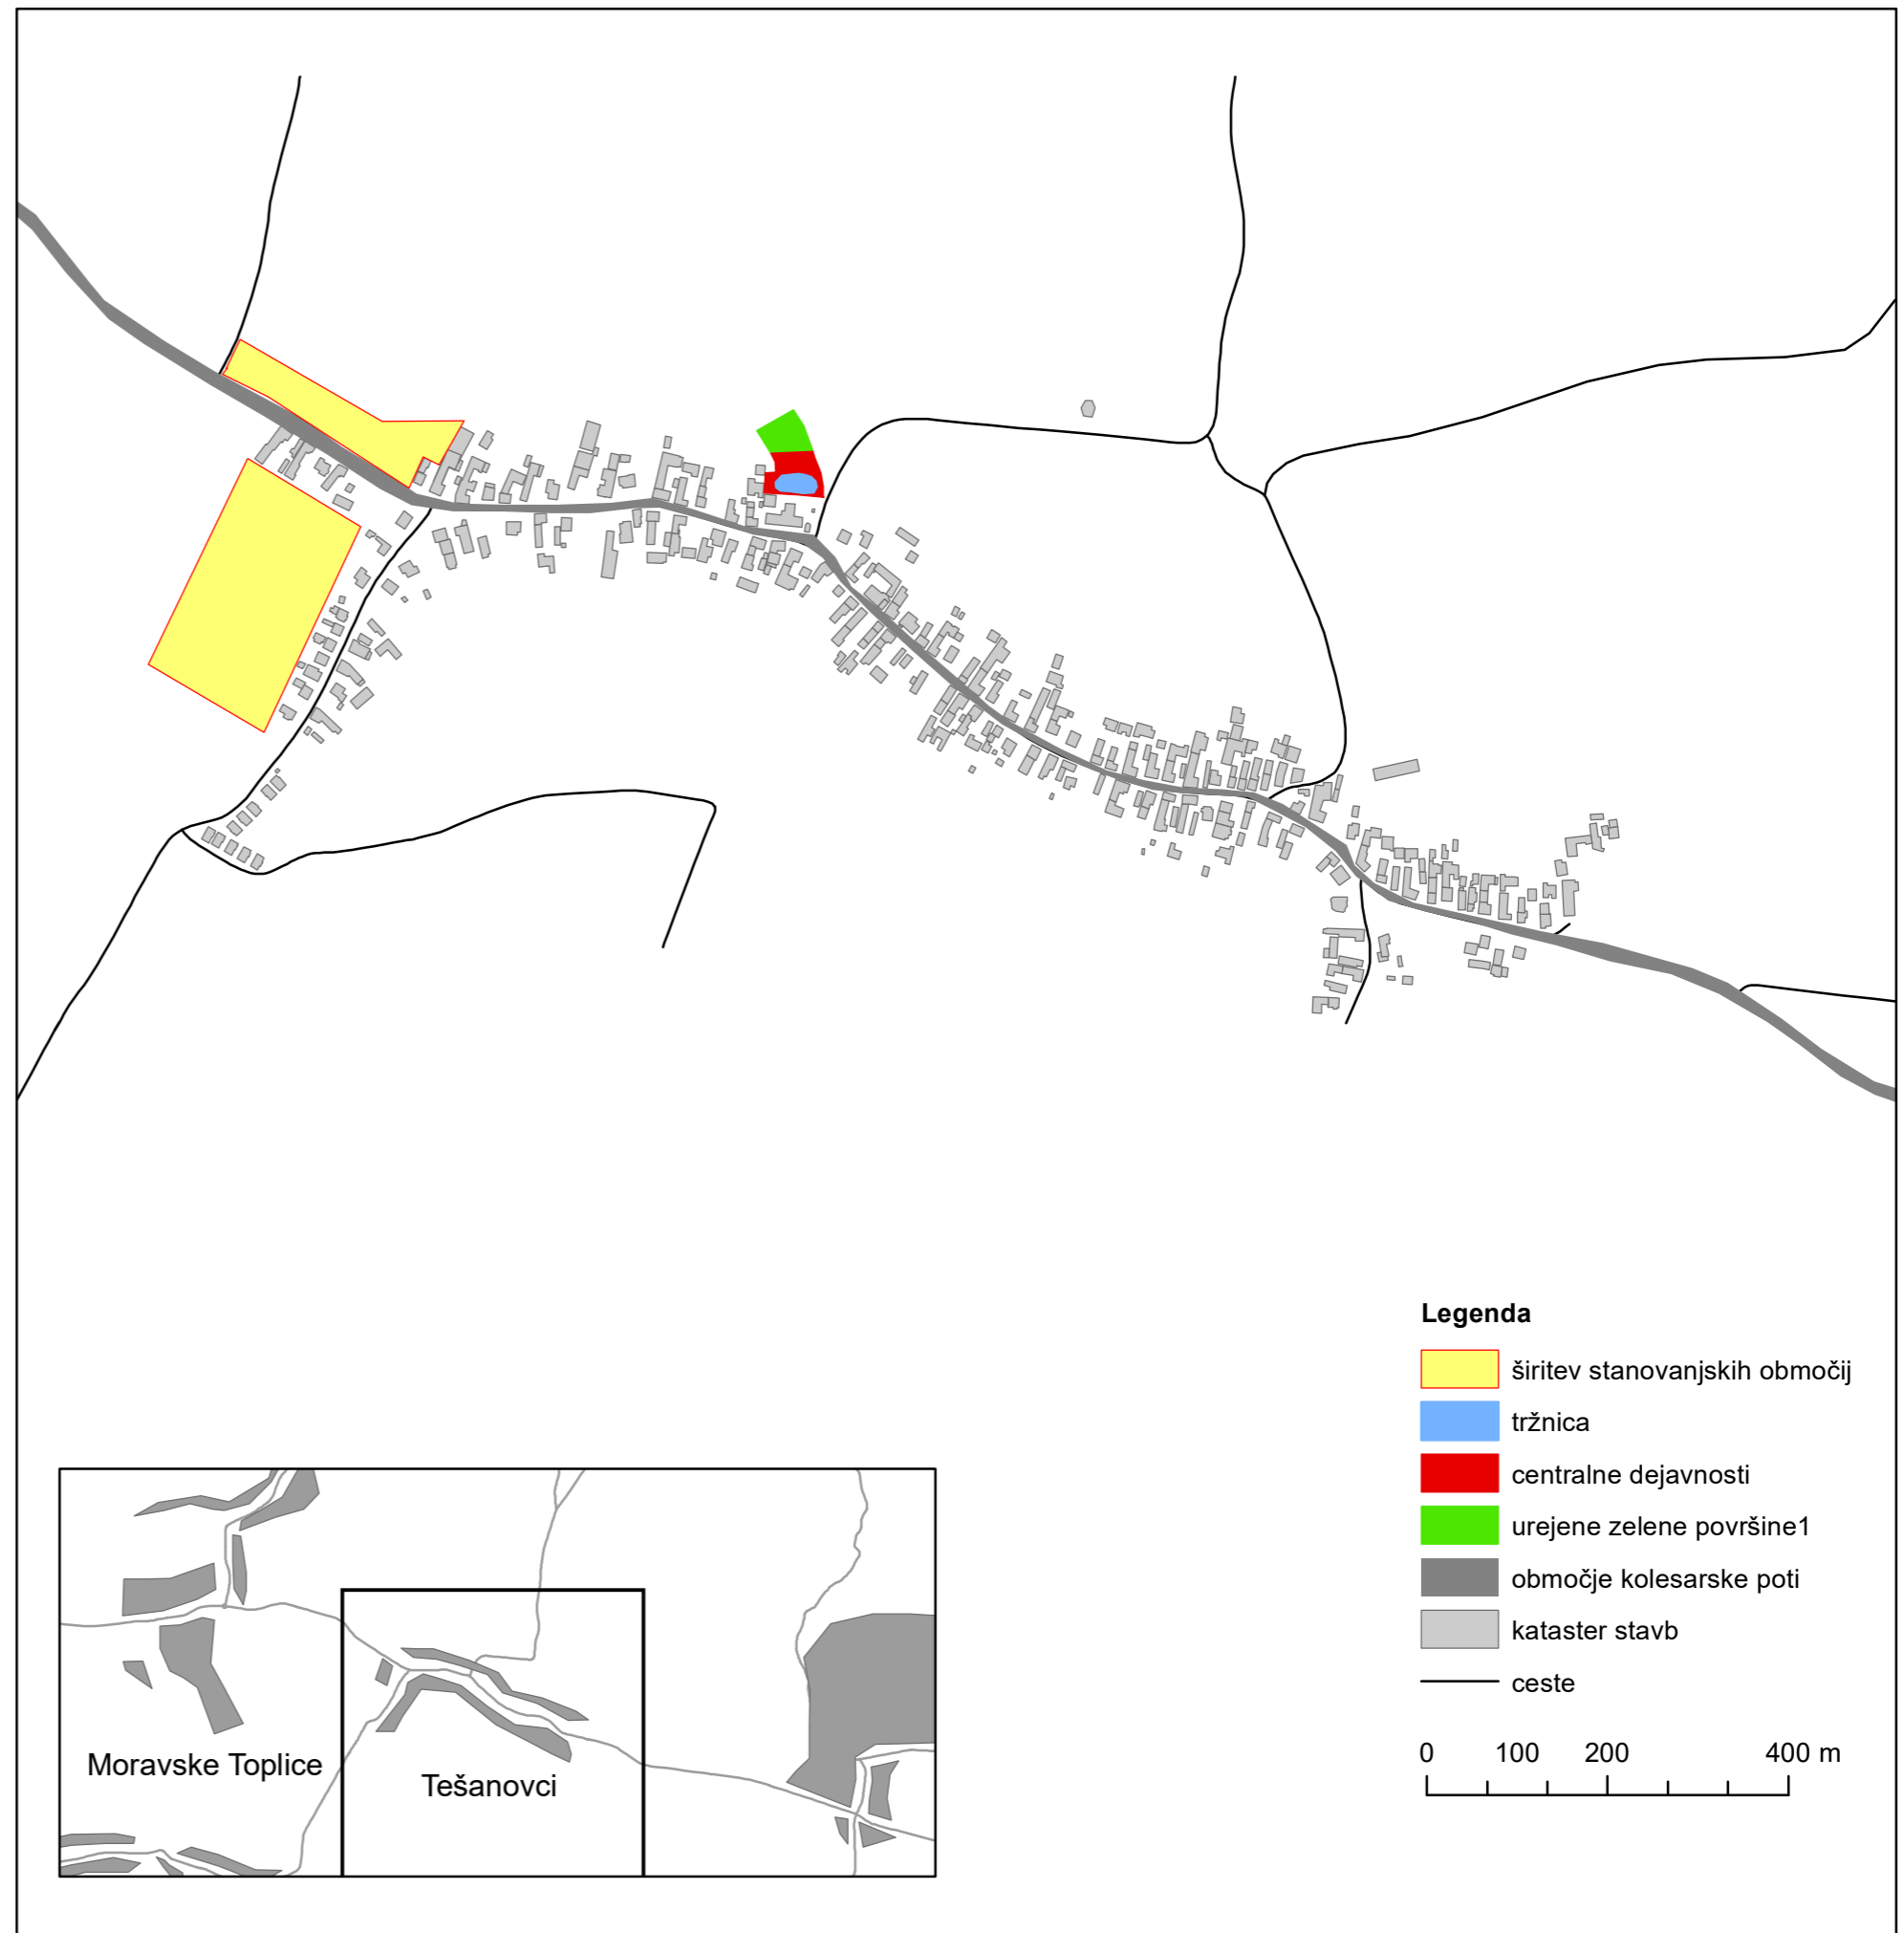 Legenda
širitev stanovanjskih območij
tržnica
centralne dejavnosti
urejene zelene površine1
območje kolesarske poti
kataster stavb
ceste
0 100 200 400 m
Moravske Toplice
Tešanovci